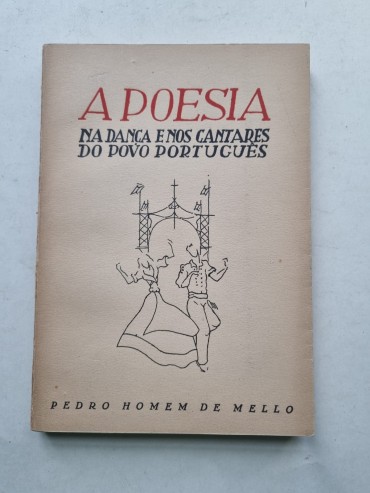 A POESIA
NA DANÇA E NOS CANTARES
DO POVO PORTUGUÊS
PEDRO HOMEM DE MELLO